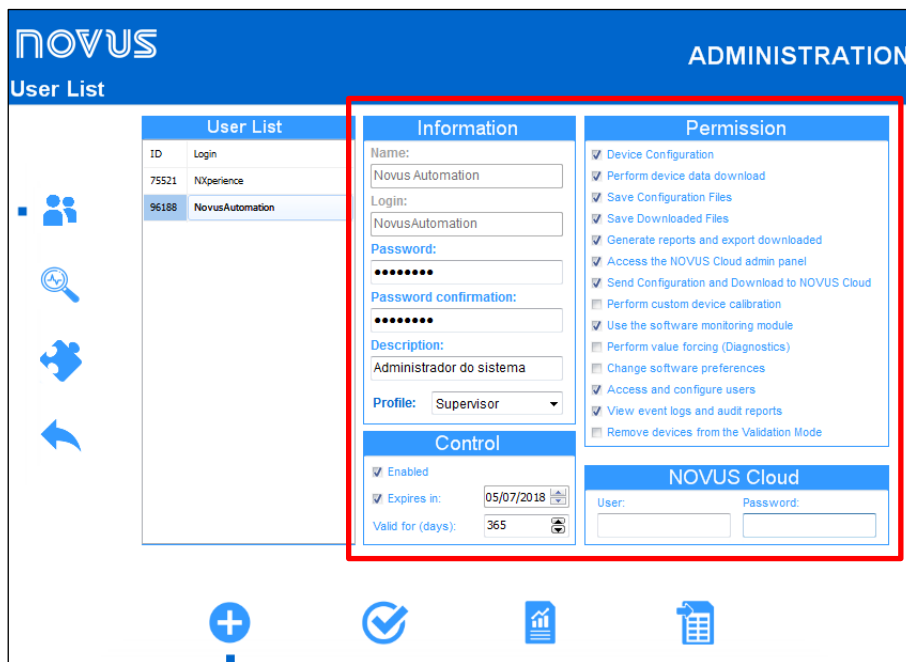 NOVUS
ADMINISTRATION
User List
User List
ID Login
75521 NXperience
96188 NovusAutomation
Information
Name:
Novus Automation
Login:
NovusAutomation
Password:
●●●●●●●●
Password confirmation:
●●●●●●●●
Description:
Administrador do sistema
Profile: Supervisor
Control
Enabled
Expires in: 05/07/2018
Valid for (days): 365
Permission
Device Configuration
Perform device data download
Save Configuration Files
Save Downloaded Files
Generate reports and export downloaded
Access the NOVUS Cloud admin panel
Send Configuration and Download to NOVUS Cloud
Perform custom device calibration
Use the software monitoring module
Perform value forcing (Diagnostics)
Change software preferences
Access and configure users
View event logs and audit reports
Remove devices from the Validation Mode
NOVUS Cloud
User: Password: